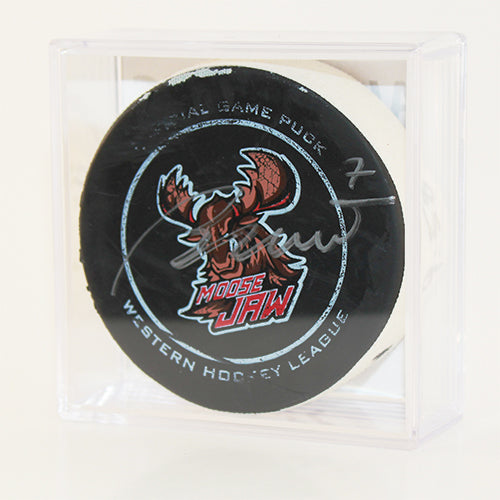 OFFICIAL GAME PUCK
7
MOOSE
JAW
WESTERN HOCKEY LEAGUE